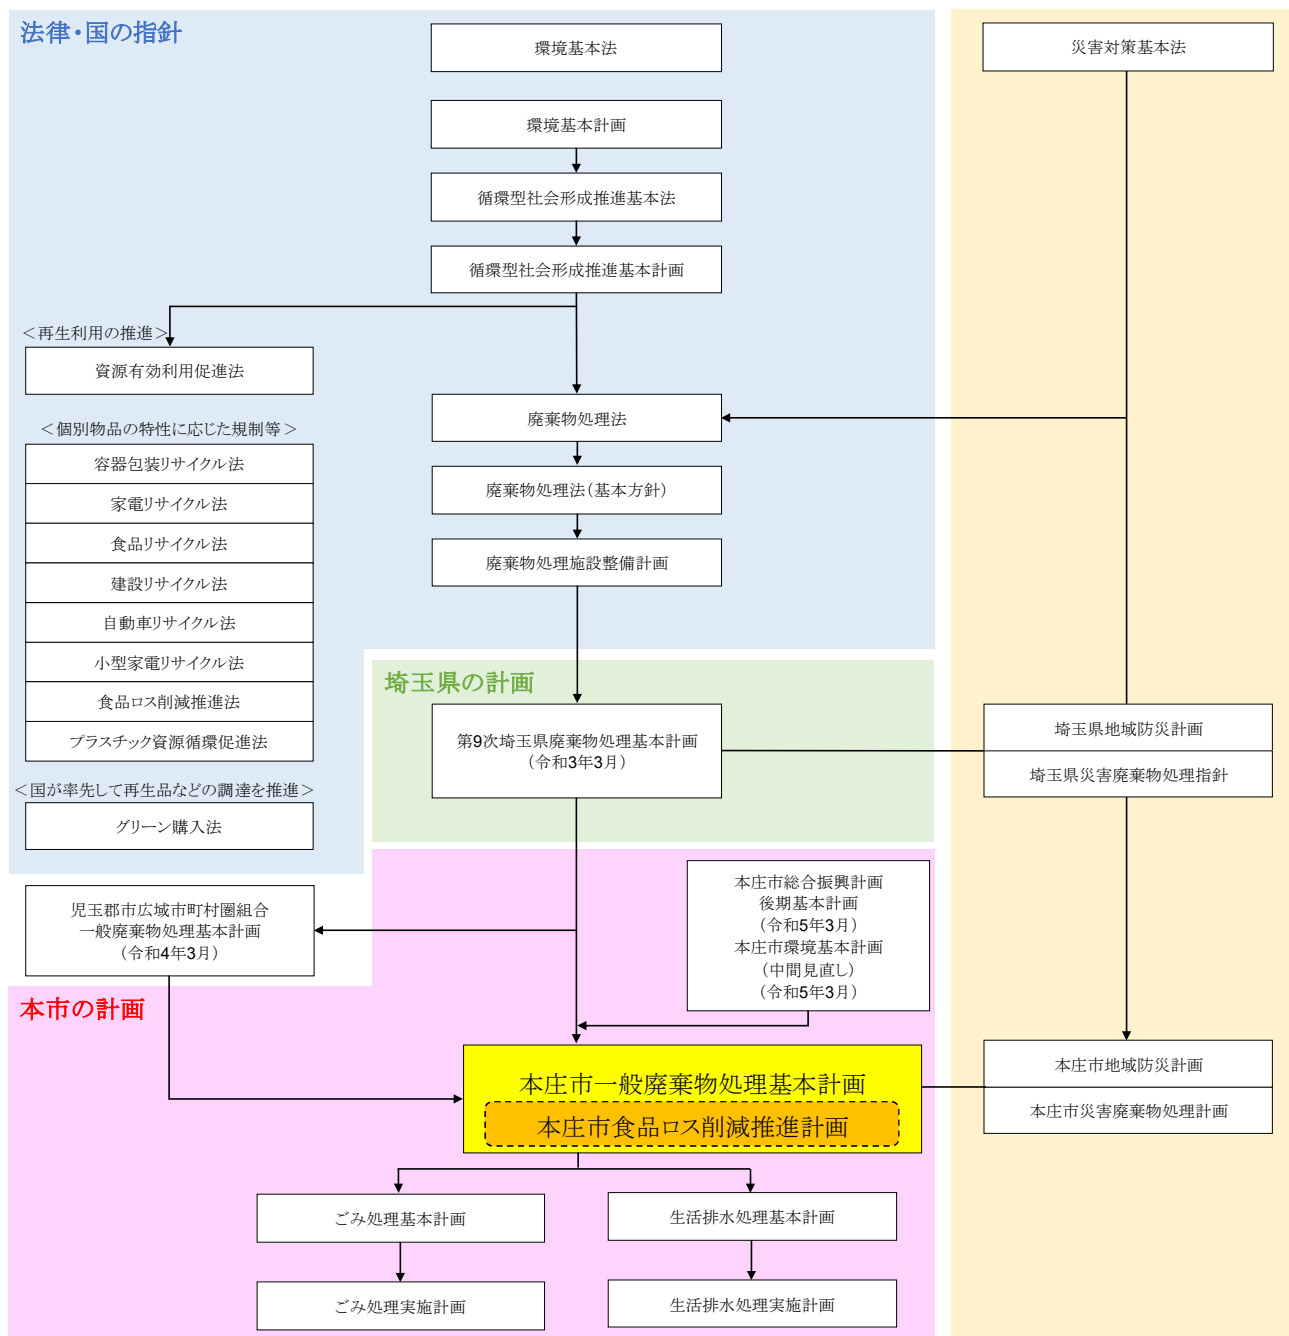 法律・国の指針
環境基本法
環境基本計画
循環型社会形成推進基本法
循環型社会形成推進基本計画
＜再生利用の推進＞
資源有効利用促進法
＜個別物品の特性に応じた規制等＞
容器包装リサイクル法
家電リサイクル法
食品リサイクル法
建設リサイクル法
自動車リサイクル法
小型家電リサイクル法
食品ロス削減推進法
プラスチック資源循環促進法
＜国が率先して再生品などの調達を推進＞
グリーン購入法
廃棄物処理法
廃棄物処理法（基本方針）
廃棄物処理施設整備計画
災害対策基本法
埼玉県の計画
第9次埼玉県廃棄物処理基本計画
（令和3年3月）
埼玉県地域防災計画
埼玉県災害廃棄物処理指針
児玉郡市広域市町村圏組合
一般廃棄物処理基本計画
（令和4年3月）
本庄市総合振興計画
後期基本計画
（令和5年3月）
本庄市環境基本計画
（中間見直し）
（令和5年3月）
本市の計画
本庄市一般廃棄物処理基本計画
本庄市食品ロス削減推進計画
本庄市地域防災計画
本庄市災害廃棄物処理計画
ごみ処理基本計画
生活排水処理基本計画
ごみ処理実施計画
生活排水処理実施計画